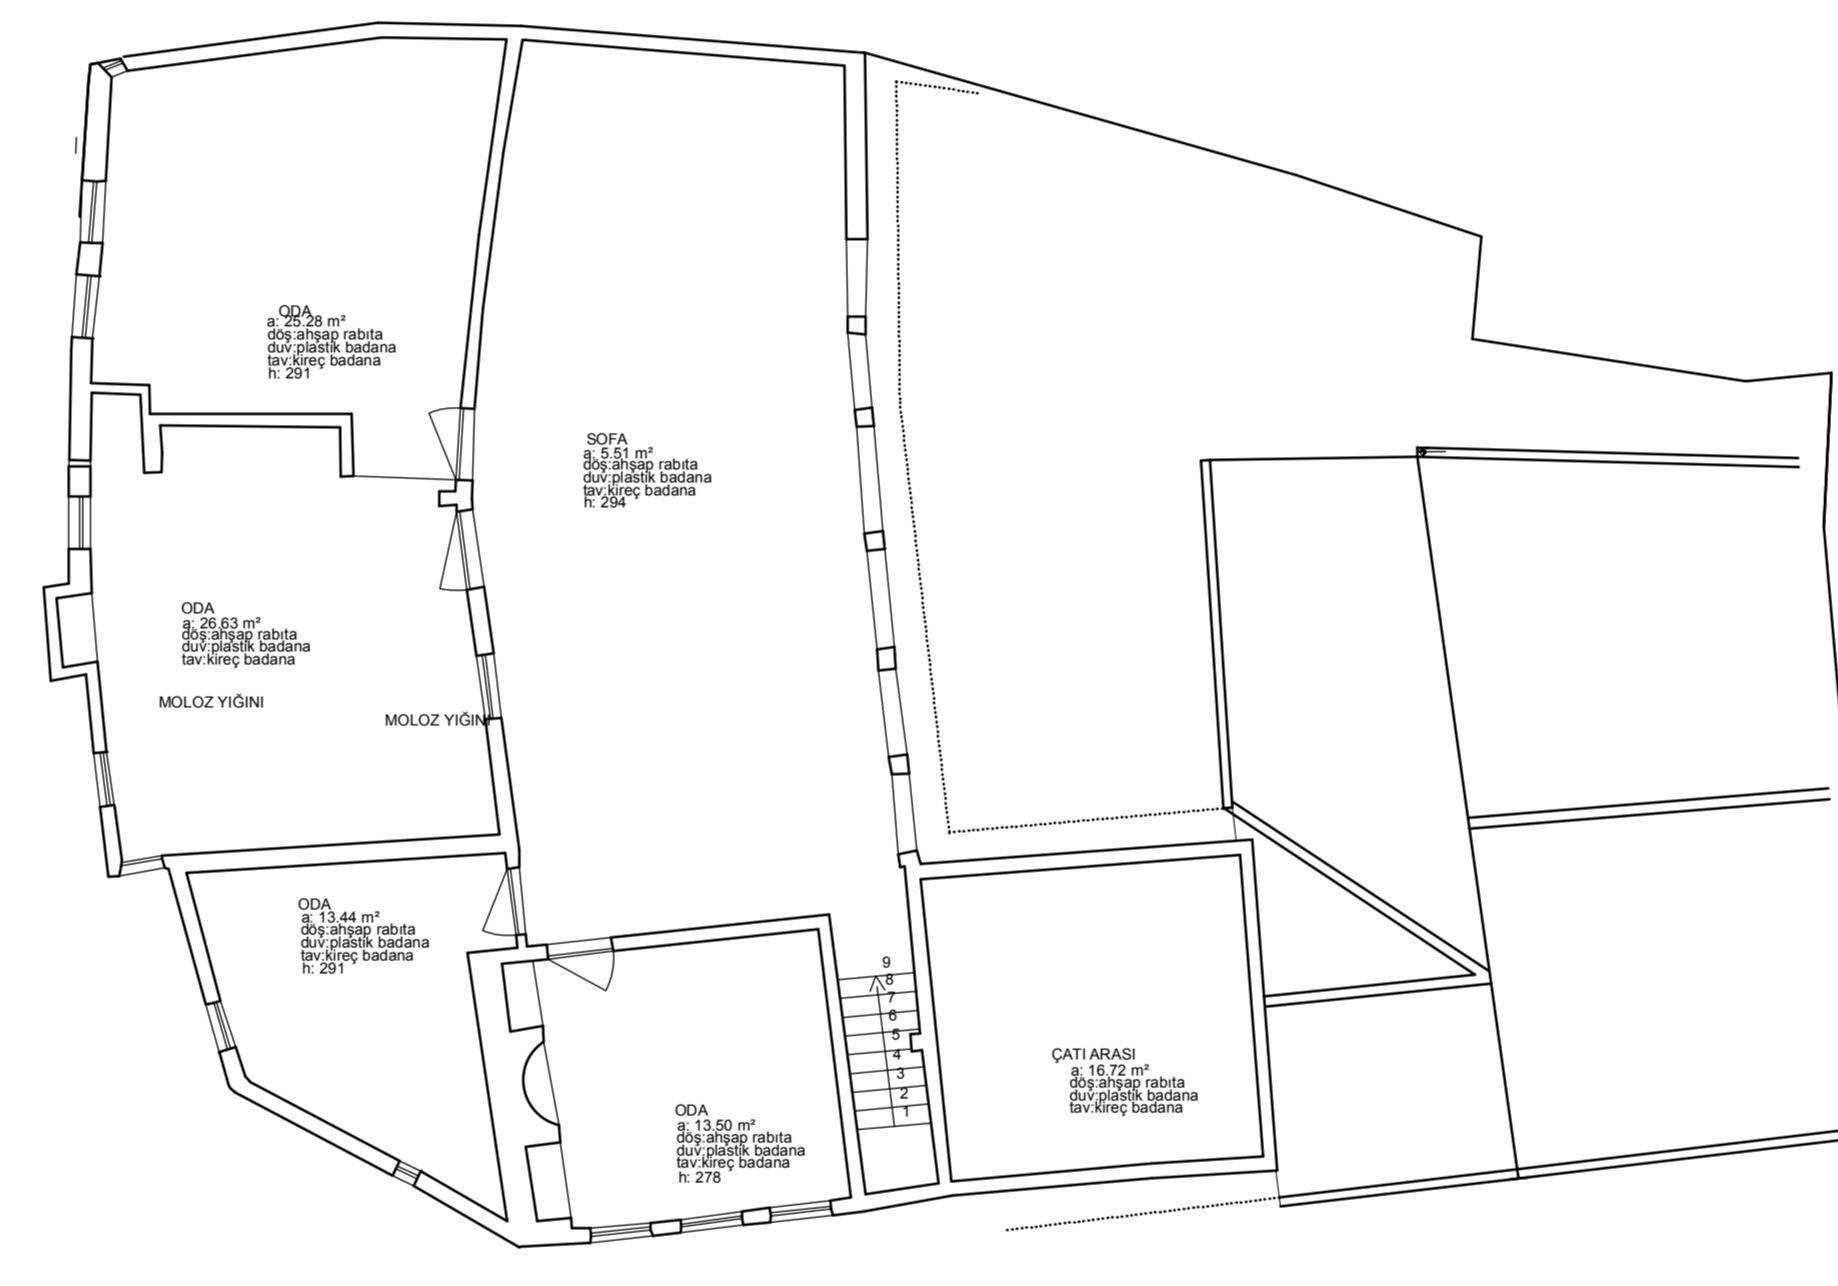 ODA
a: 25.28 m²
döş:ahşap rabıta
duv:plastik badana
tav:kireç badana
h: 291
SOFA
a: 5.51 m²
döş:ahşap rabıta
duv:plastik badana
tav:kireç badana
h: 294
ODA
a: 26.63 m²
döş:ahşap rabıta
duv:plastik badana
tav:kireç badana
MOLOZ YIĞINI
MOLOZ YIĞINI
ODA
a: 13.44 m²
döş:ahşap rabıta
duv:plastik badana
tav:kireç badana
h: 291
9
8
7
6
5
4
3
2
1
ÇATI ARASI
a: 16.72 m²
döş:ahşap rabıta
duv:plastik badana
tav:kireç badana
ODA
a: 13.50 m²
döş:ahşap rabıta
duv:plastik badana
tav:kireç badana
h: 278